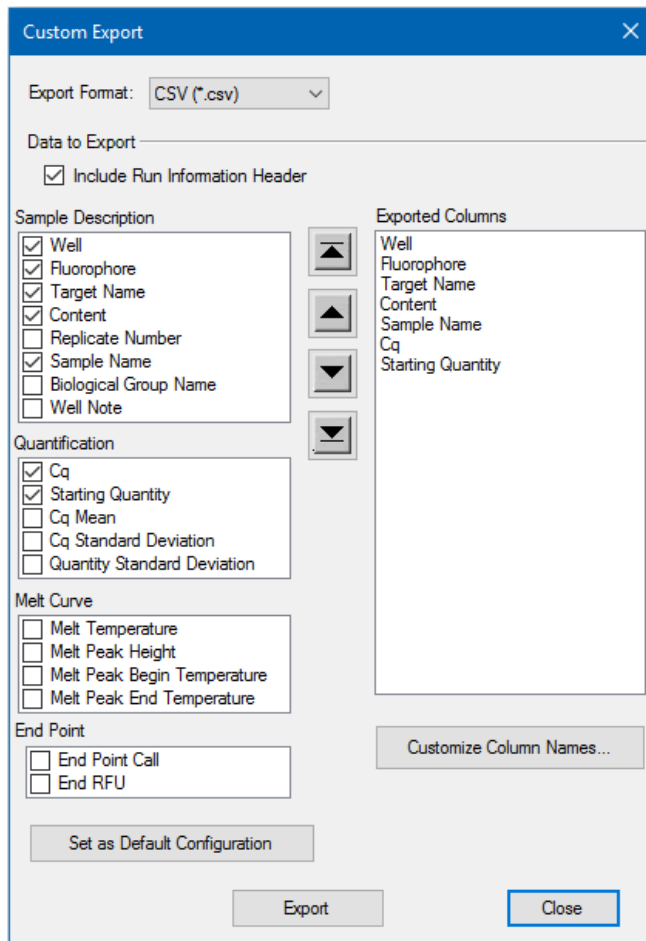 Custom Export
Export Format: CSV (*.csv)
Data to Export
Include Run Information Header
Sample Description
Well
Fluorophore
Target Name
Content
Replicate Number
Sample Name
Biological Group Name
Well Note
Quantification
Cq
Starting Quantity
Cq Mean
Cq Standard Deviation
Quantity Standard Deviation
Melt Curve
Melt Temperature
Melt Peak Height
Melt Peak Begin Temperature
Melt Peak End Temperature
End Point
End Point Call
End RFU
Set as Default Configuration
Exported Columns
Well
Fluorophore
Target Name
Content
Sample Name
Cq
Starting Quantity
Customize Column Names...
Export
Close